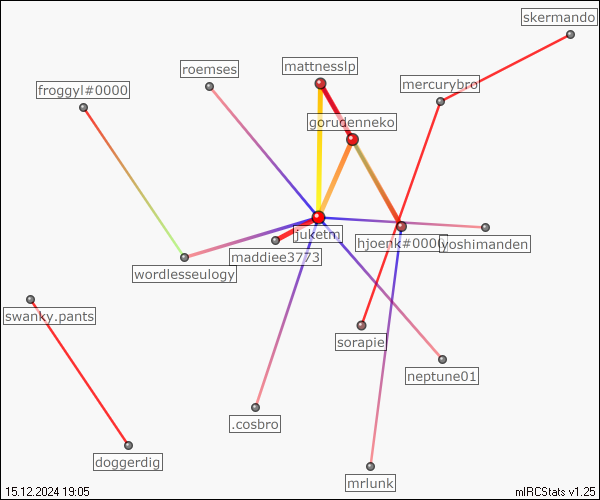 skermando
roemses
mattnesslp
froggyl#0000
mercurybro
gorudenneko
juketm
hjoenk#0000
yoshimanden
maddiee3773
wordlesseulogy
swanky.pants
sorapie
neptune01
.cosbro
doggerdig
mrlunk
15.12.2024 19:05
mIRCStats v1.25